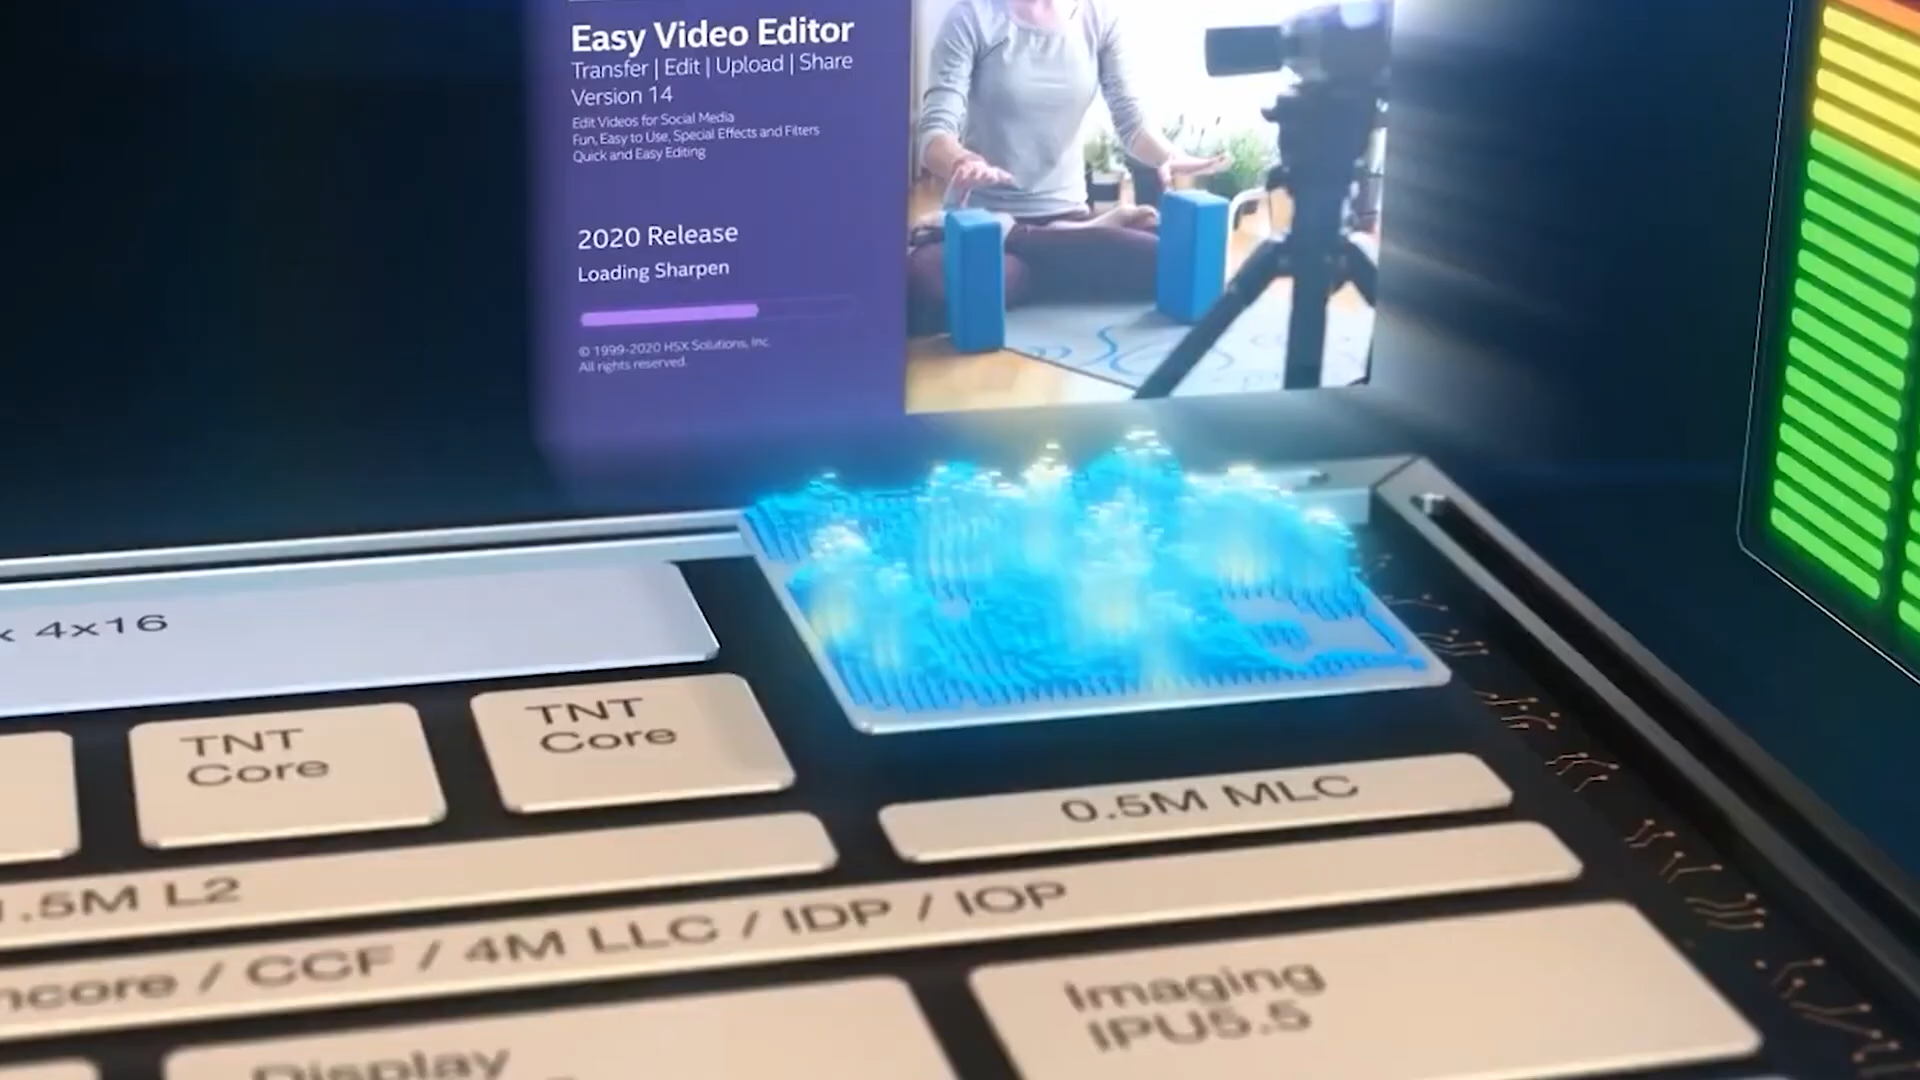 Easy Video Editor
Transfer | Edit | Upload | Share
Version 14
Edit Videos for Social Media
Fun, Easy to Use, Special Effects and Filters
Quick and Easy Editing
2020 Release
Loading Sharpen
© 1999-2020 HSX Solutions, Inc.
All rights reserved.
4x16
TNT
Core
TNT
Core
0.5M MLC
.5M L2
ncore / CCF / 4M LLC / IDP / IOP
Imaging
IPU5.5
Display